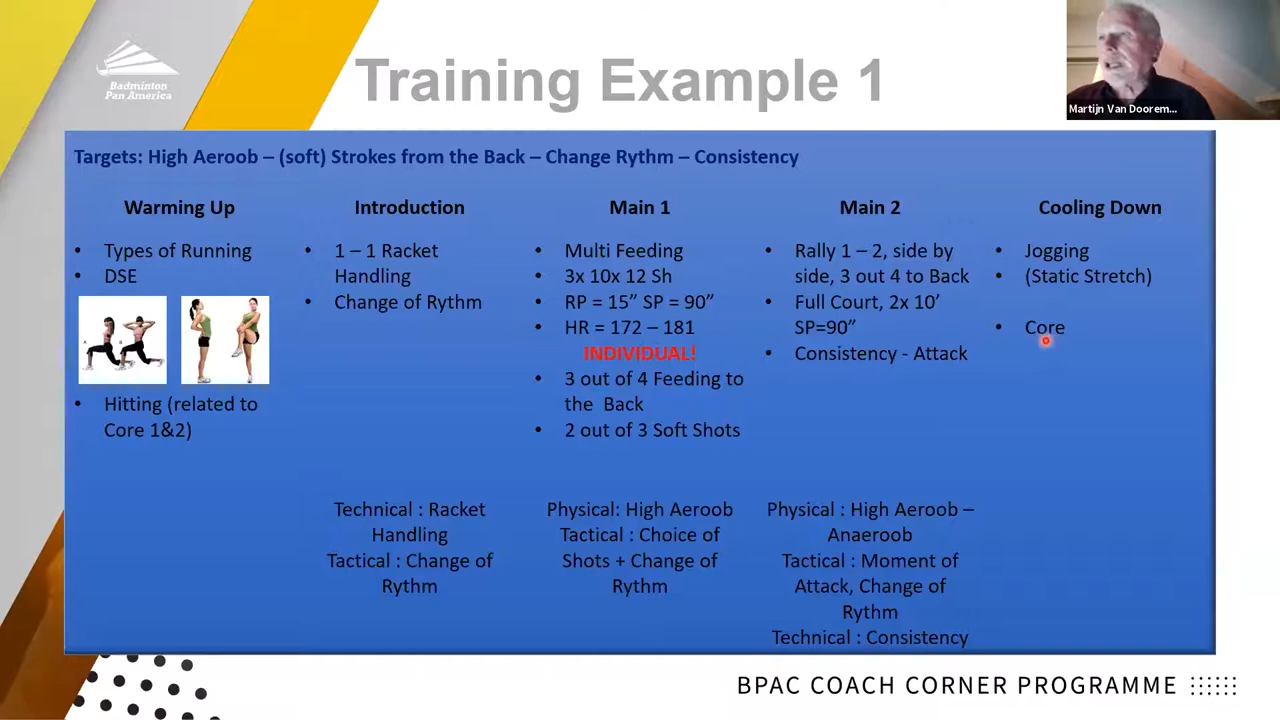 Badminton
Pan America
Training Example 1
Martijn Van Doorem...
Targets: High Aeroob – (soft) Strokes from the Back – Change Rythm – Consistency
Warming Up
• Types of Running
• DSE
A
B
• Hitting (related to
Core 1&2)
Introduction
• 1 – 1 Racket
Handling
• Change of Rythm
Technical : Racket
Handling
Tactical : Change of
Rythm
Main 1
• Multi Feeding
• 3x 10x 12 Sh
• RP = 15” SP = 90”
• HR = 172 – 181
INDIVIDUAL!
• 3 out of 4 Feeding to
the Back
• 2 out of 3 Soft Shots
Physical: High Aeroob
Tactical : Choice of
Shots + Change of
Rythm
Main 2
• Rally 1 – 2, side by
side, 3 out 4 to Back
• Full Court, 2x 10’
SP=90”
• Consistency - Attack
Physical : High Aeroob –
Anaeroob
Tactical : Moment of
Attack, Change of
Rythm
Technical : Consistency
Cooling Down
• Jogging
• (Static Stretch)
• Core
BPAC COACH CORNER PROGRAMME